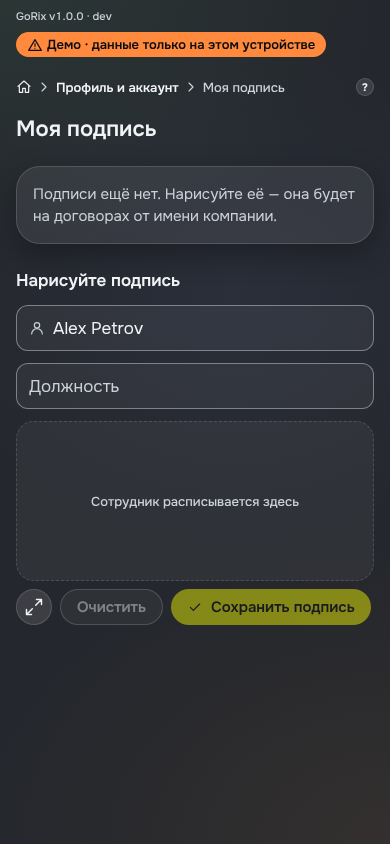 GoRix v1.0.0 · dev
Демо · данные только на этом устройстве
Профиль и аккаунт
Моя подпись
?
Моя подпись
Подписи ещё нет. Нарисуйте её — она будет
на договорах от имени компании.
Нарисуйте подпись
Alex Petrov
Должность
Сотрудник расписывается здесь
Очистить
Сохранить подпись